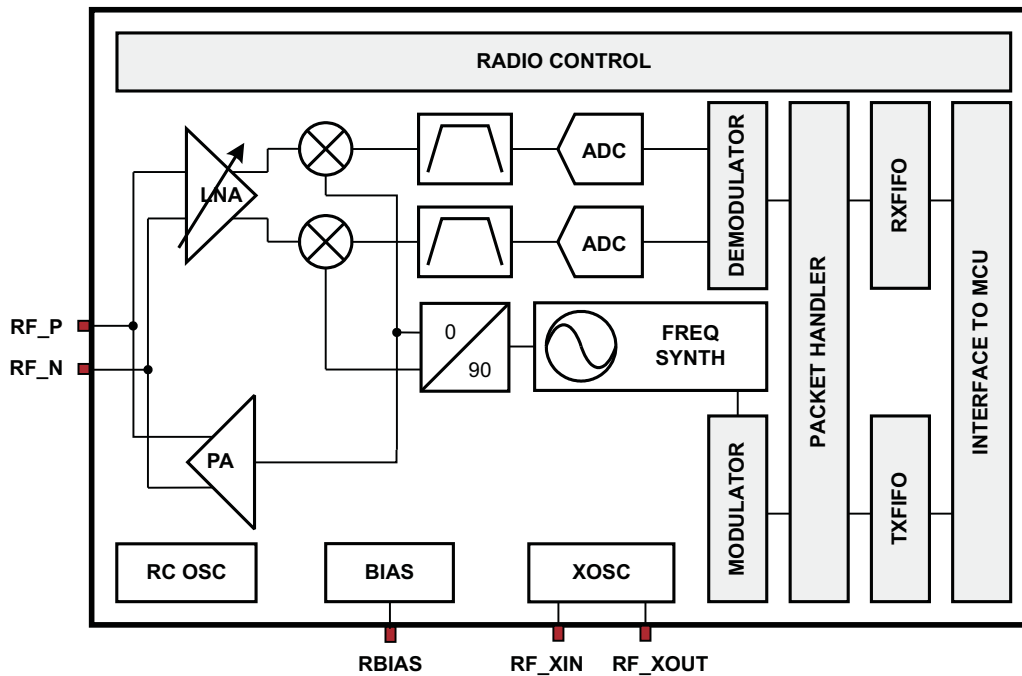 RADIO CONTROL
LNA
ADC
ADC
DEMODULATOR
PACKET HANDLER
RXFIFO
INTERFACE TO MCU
RF_P
RF_N
0
90
FREQ
SYNTH
PA
MODULATOR
TXFIFO
RC OSC
BIAS
XOSC
RBIAS
RF_XIN
RF_XOUT